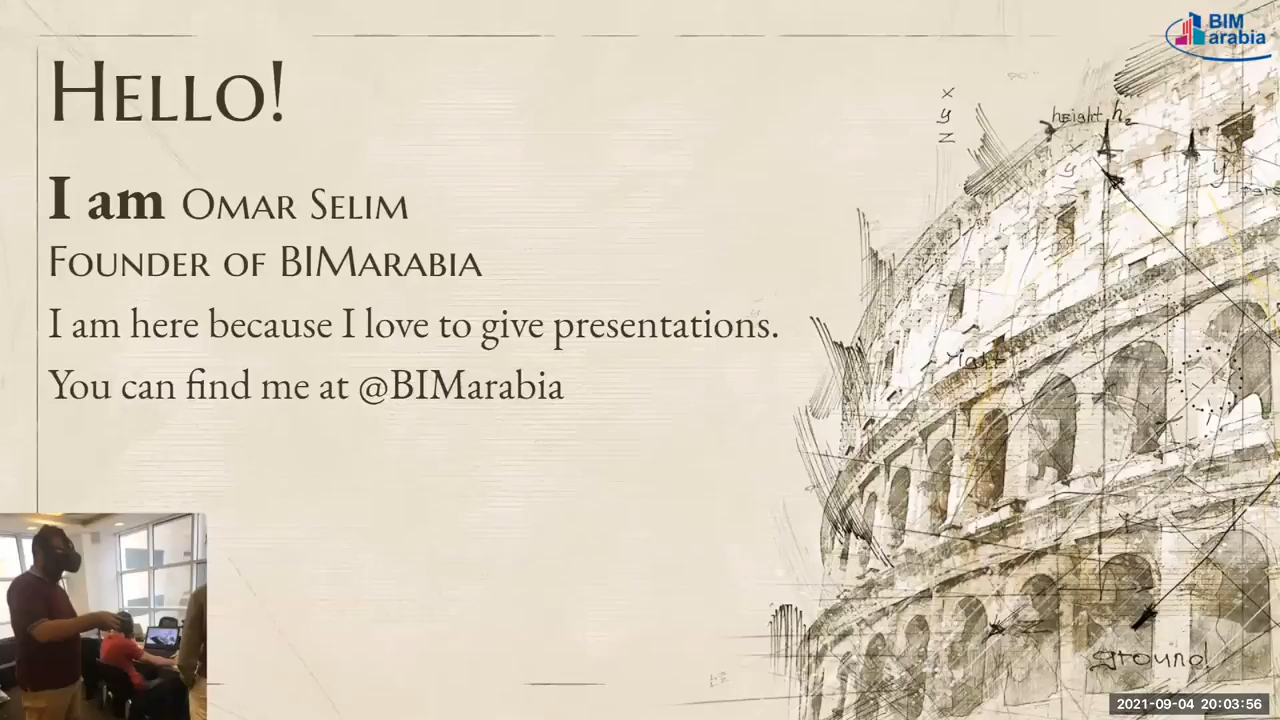 BIM
arabia
HELLO!
I am OMAR SELIM
FOUNDER OF BIMARABIA
I am here because I love to give presentations.
You can find me at @BIMarabia
x
y
z
height h2
right
ground!
2021-09-04 20:03:56